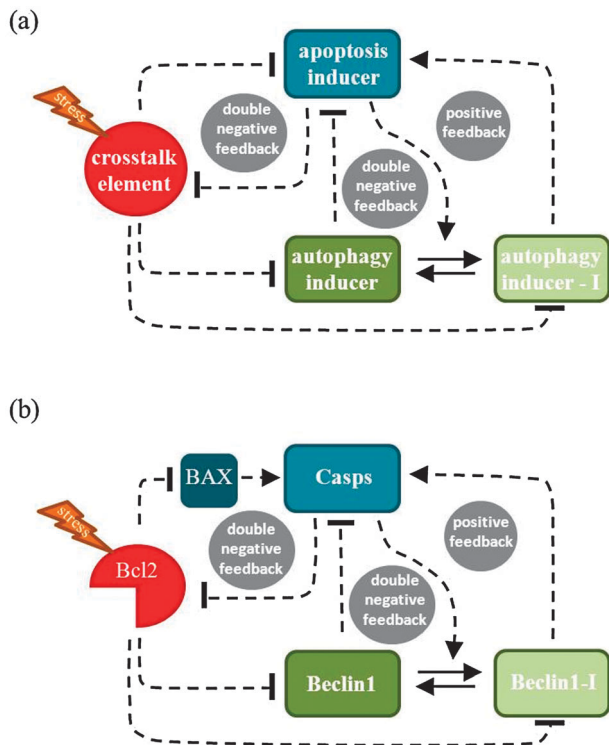 (a)
apoptosis
inducer
stress
double
negative
feedback
positive
feedback
crosstalk
element
double
negative
feedback
autophagy
inducer
autophagy
inducer - I
(b)
BAX
Casps
stress
double
negative
feedback
positive
feedback
Bcl2
double
negative
feedback
Beclin1
Beclin1-I